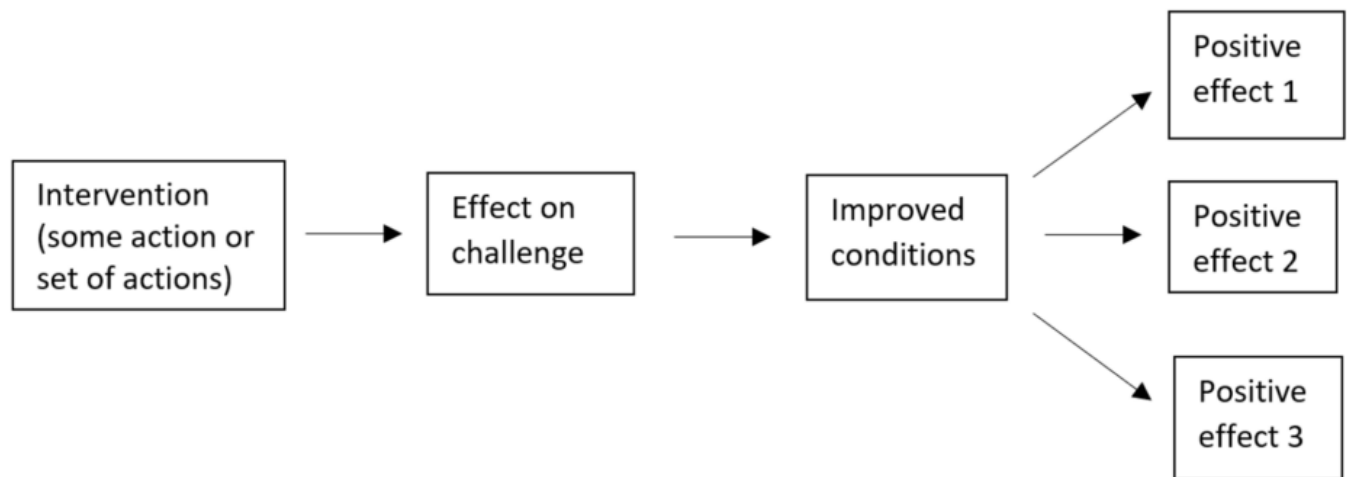 Intervention
(some action or
set of actions)
Effect on
challenge
Improved
conditions
Positive
effect 1
Positive
effect 2
Positive
effect 3